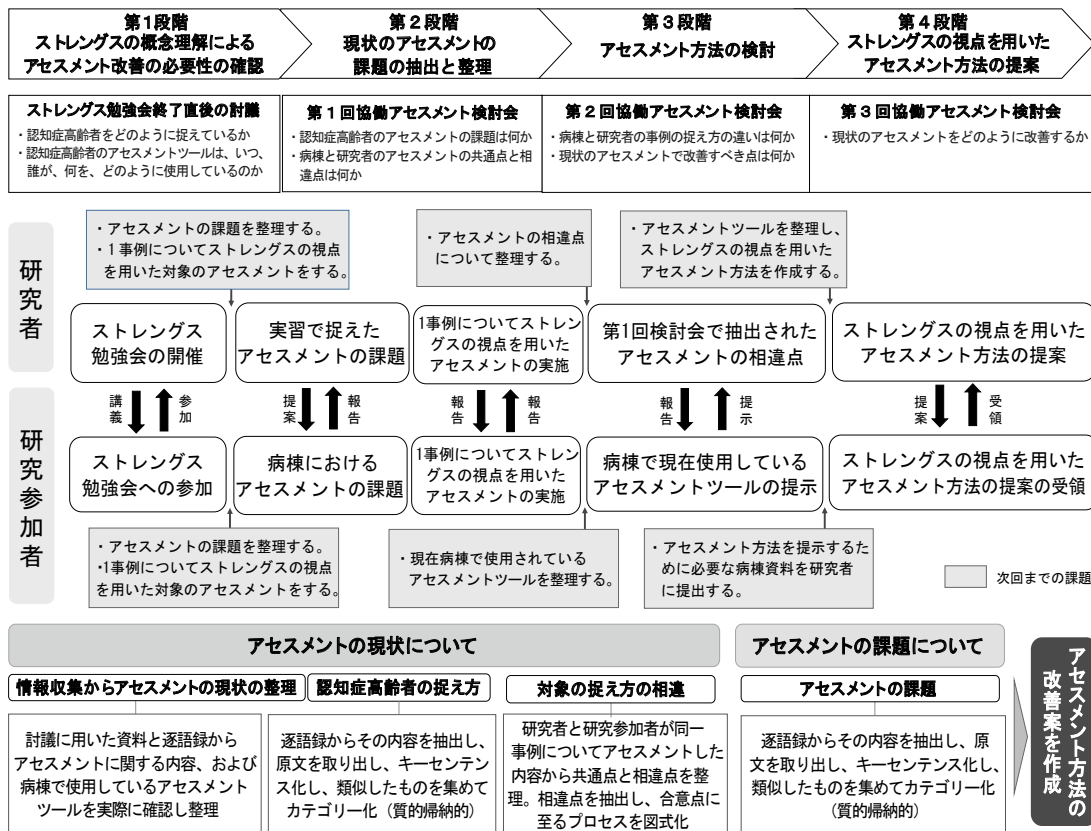 第1段階
ストレングスの概念理解による
アセスメント改善の必要性の確認
第２段階
現状のアセスメントの
課題の抽出と整理
第３段階
アセスメント方法の検討
第４段階
ストレングスの視点を用いた
アセスメント方法の提案
ストレングス勉強会終了直後の討議
・認知症高齢者をどのように捉えているか
・認知症高齢者のアセスメントツールは、いつ、
誰が、何を、どのように使用しているのか
第１回協働アセスメント検討会
・認知症高齢者のアセスメントの課題は何か
・病棟と研究者のアセスメントの共通点と相
違点は何か
第２回協働アセスメント検討会
・病棟と研究者の事例の捉え方の違いは何か
・現状のアセスメントで改善すべき点は何か
第３回協働アセスメント検討会
・現状のアセスメントをどのように改善するか
研究者
・アセスメントの課題を整理する。
・１事例についてストレングスの視点
を用いた対象のアセスメントをする。
・アセスメントの相違点
について整理する。
・アセスメントツールを整理し、
ストレングスの視点を用いた
アセスメント方法を作成する。
ストレングス
勉強会の開催
実習で捉えた
アセスメントの課題
1事例についてストレン
グスの視点を用いた
アセスメントの実施
第1回検討会で抽出された
アセスメントの相違点
ストレングスの視点を用いた
アセスメント方法の提案
講義
参加
提案
報告
報告
報告
報告
提示
提案
受領
研究参加者
ストレングス
勉強会への参加
病棟における
アセスメントの課題
1事例についてストレン
グスの視点を用いた
アセスメントの実施
病棟で現在使用している
アセスメントツールの提示
ストレングスの視点を用いた
アセスメント方法の提案の受領
・アセスメントの課題を整理する。
・1事例についてストレングスの視点
を用いた対象のアセスメントをする。
・現在病棟で使用されている
アセスメントツールを整理する。
・アセスメント方法を提示するた
めに必要な病棟資料を研究者
に提出する。
次回までの課題
アセスメントの現状について
アセスメントの課題について
情報収集からアセスメントの現状の整理
認知症高齢者の捉え方
対象の捉え方の相違
アセスメントの課題
討議に用いた資料と逐語録から
アセスメントに関する内容、および
病棟で使用しているアセスメント
ツールを実際に確認し整理
逐語録からその内容を抽出し、
原文を取り出し、キーセンテン
ス化し、類似したものを集めて
カテゴリー化（質的帰納的）
研究者と研究参加者が同一
事例についてアセスメントした
内容から共通点と相違点を整
理。相違点を抽出し、合意点に
至るプロセスを図式化
逐語録からその内容を抽出し、原
文を取り出し、キーセンテンス化し、
類似したものを集めてカテゴリー化
（質的帰納的）
アセスメント方法の
改善案を作成